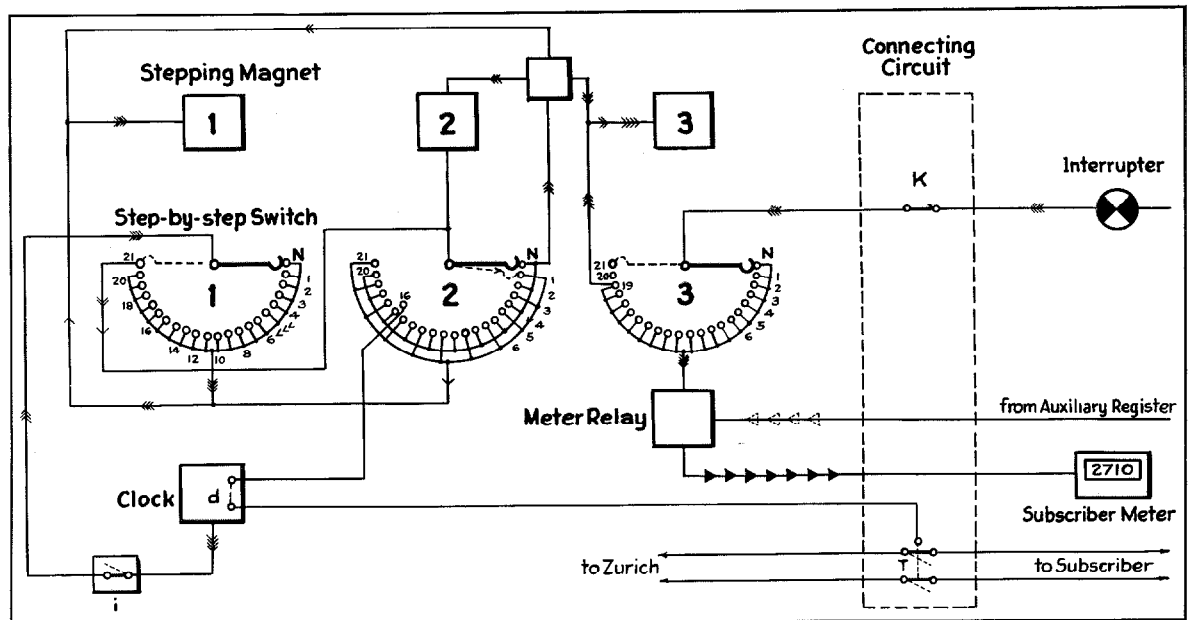 Connecting
Circuit
Stepping Magnet
1
2
3
K
Interrupter
Step-by-step Switch
N
21
20
18
16
14
12
10
8
6
4
3
2
1
1
N
21
20
16
2
1
2
3
4
5
6
N
21
20
19
3
1
2
3
4
5
6
Meter Relay
from Auxiliary Register
2710
Subscriber Meter
Clock
d
i
to Zurich
T
to Subscriber